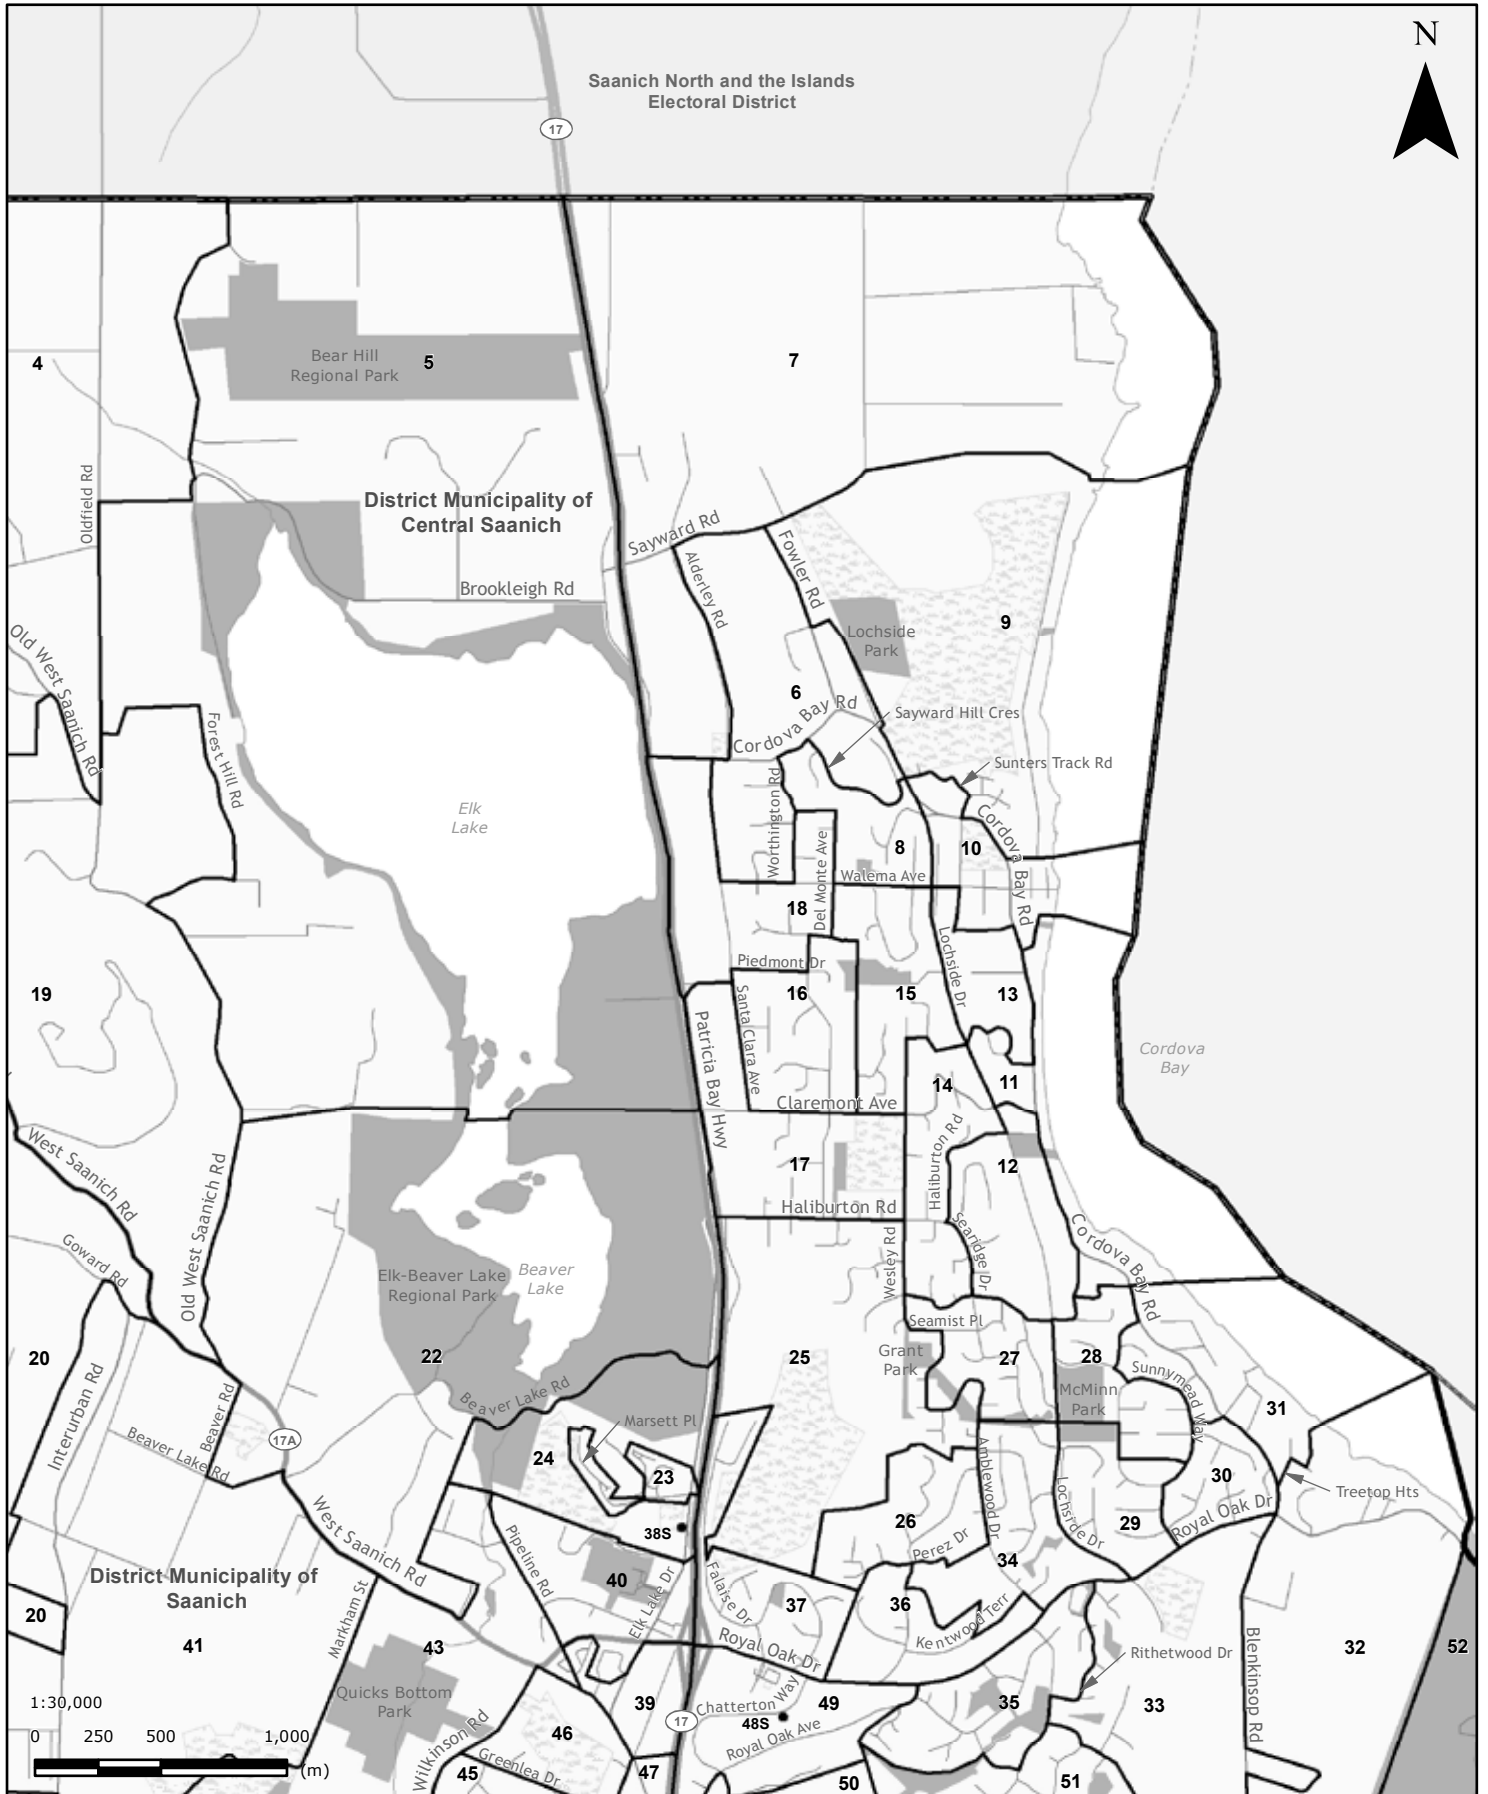 N
Saanich North and the Islands
Electoral District
17
4
Bear Hill
Regional Park
5
7
Oldfield Rd
District Municipality of
Central Saanich
Sayward Rd
Fowler Rd
Alderley Rd
Brookleigh Rd
9
Lochside
Park
Old West Saanich Rd
6
Cordova Bay Rd
Sayward Hill Cres
Forest Hill Rd
Sunters Track Rd
Worthington Rd
Elk
Lake
Cordova Bay Rd
Del Monte Ave
8
10
Walema Ave
18
Lochside Dr
Piedmont Dr
19
16
15
13
Santa Clara Ave
Patricia Bay Hwy
Cordova
Bay
14
11
Claremont Ave
Haliburton Rd
West Saanich Rd
17
12
Old West Saanich Rd
Haliburton Rd
Searidge Dr
Cordova Bay Rd
Goward Rd
Wesley Rd
Elk-Beaver Lake
Regional Park
Beaver
Lake
Seamist Pl
20
22
25
Grant
Park
27
28
Sunnymead Way
McMinn
Park
Interurban Rd
Beaver Rd
Beaver Lake Rd
Beaver Lake Rd
17A
Marsett Pl
31
24
23
Amblewood Dr
30
Treetop Hts
Lochside Dr
29
Royal Oak Dr
West Saanich Rd
38S
26
Perez Dr
34
Pipeline Rd
District Municipality of
Saanich
40
Elk Lake Dr
Falaise Dr
37
36
Kentwood Terr
20
41
Markham St
43
Royal Oak Dr
Rithetwood Dr
Blenkinsop Rd
32
52
Quicks Bottom
Park
39
17
Chatterton Way
49
48S
Royal Oak Ave
35
33
1:30,000
0 250 500 1,000
(m)
Wilkinson Rd
46
Greenlea Dr
45
47
50
51